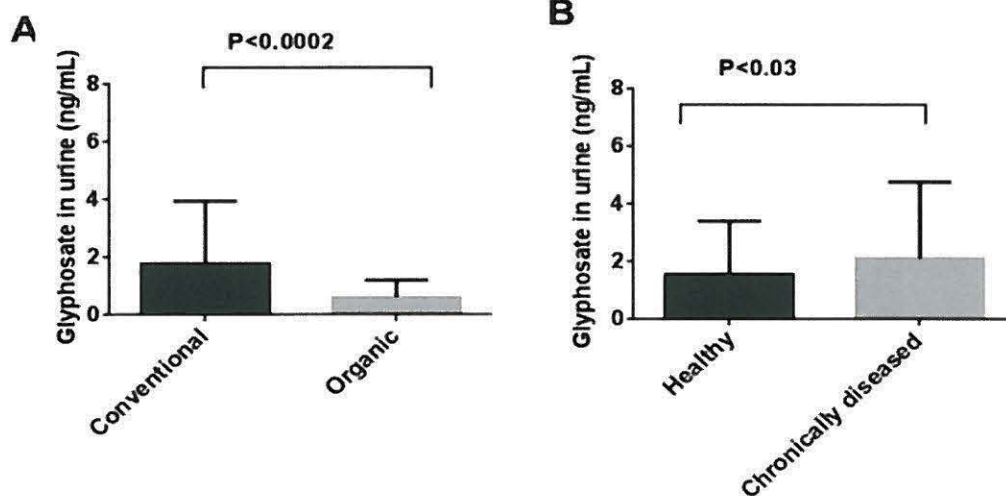 A
P<0.0002
Glyphosate in urine (ng/mL)
8
6
4
2
0
Conventional
Organic
B
P<0.03
Glyphosate in urine (ng/mL)
8
6
4
2
0
Healthy
Chronically diseased